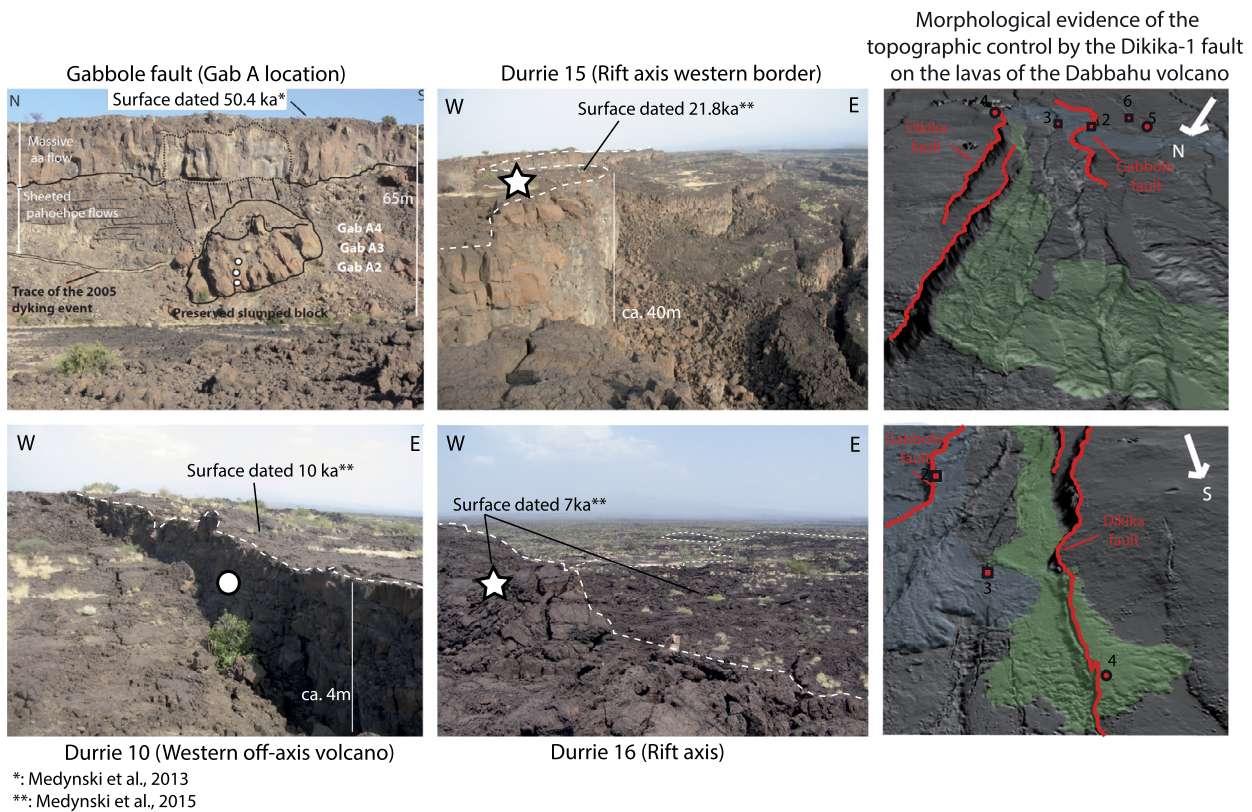 Gabbole fault (Gab A location)
N
S
Surface dated 50.4 ka*
Massive
aa flow
Sheeted
pahoehoe flows
65m
Gab A4
Gab A3
Gab A2
Trace of the 2005
dyking event
Preserved slumped block
Durrie 15 (Rift axis western border)
W
E
Surface dated 21.8ka**
ca. 40m
Morphological evidence of the
topographic control by the Dikika-1 fault
on the lavas of the Dabbahu volcano
4
3
2
6
5
N
Dikika
fault
Gabbole
fault
W
E
Surface dated 10 ka**
ca. 4m
Durrie 10 (Western off-axis volcano)
W
E
Surface dated 7ka**
Durrie 16 (Rift axis)
Gabbole
fault
2
S
Dikika
fault
3
4
*: Medynski et al., 2013
**: Medynski et al., 2015